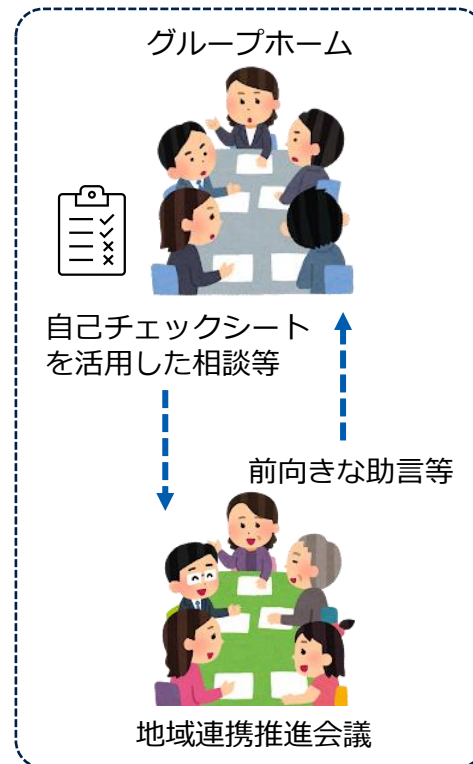 グループホーム
自己チェックシート
を活用した相談等
前向きな助言等
地域連携推進会議